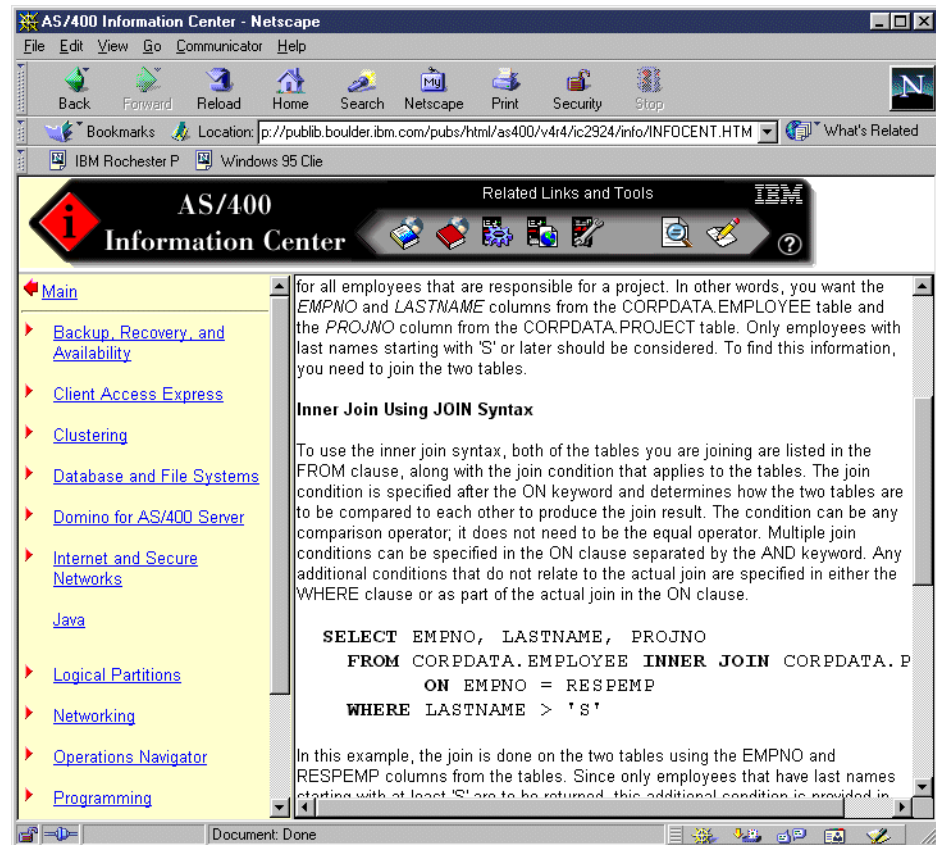 AS/400 Information Center - Netscape
File Edit View Go Communicator Help
Back Forward Reload Home Search Netscape Print Security Stop
My
N
Bookmarks Location: p://publib.boulder.ibm.com/pubs/html/as400/v4r4/ic2924/info/INFOCENT.HTM What's Related
IBM Rochester P Windows 95 Clie
i
AS/400
Information Center
Related Links and Tools
IBM
?
Main
Backup, Recovery, and
Availability
Client Access Express
Clustering
Database and File Systems
Domino for AS/400 Server
Internet and Secure
Networks
Java
Logical Partitions
Networking
Operations Navigator
Programming
for all employees that are responsible for a project. In other words, you want the
EMPNO and LASTNAME columns from the CORPDATA.EMPLOYEE table and
the PROJNO column from the CORPDATA.PROJECT table. Only employees with
last names starting with 'S' or later should be considered. To find this information,
you need to join the two tables.
Inner Join Using JOIN Syntax
To use the inner join syntax, both of the tables you are joining are listed in the
FROM clause, along with the join condition that applies to the tables. The join
condition is specified after the ON keyword and determines how the two tables are
to be compared to each other to produce the join result. The condition can be any
comparison operator; it does not need to be the equal operator. Multiple join
conditions can be specified in the ON clause separated by the AND keyword. Any
additional conditions that do not relate to the actual join are specified in either the
WHERE clause or as part of the actual join in the ON clause.
SELECT EMPNO, LASTNAME, PROJNO
FROM CORPDATA.EMPLOYEE INNER JOIN CORPDATA.P
ON EMPNO = RESPEMP
WHERE LASTNAME > 'S'
In this example, the join is done on the two tables using the EMPNO and
RESPEMP columns from the tables. Since only employees that have last names
starting with at least 'S' are to be returned, this additional condition is provided in
Document: Done